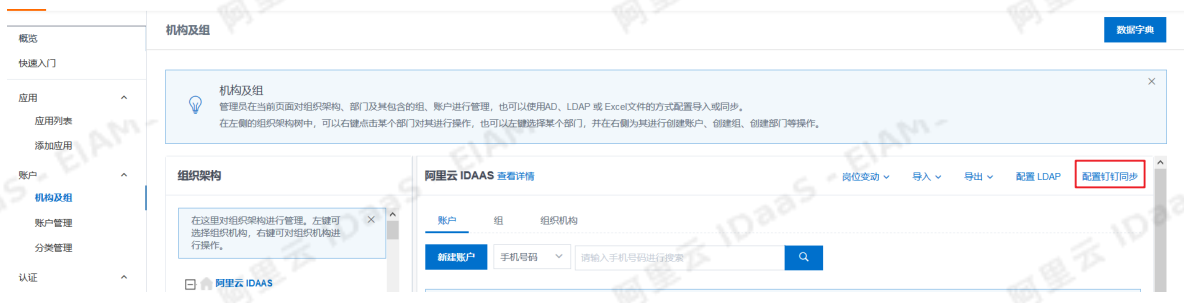 概览
快速入门
应用
应用列表
添加应用
账户
机构及组
账户管理
分类管理
认证
机构及组
数据字典
机构及组
管理员在当前页面对组织架构、部门及其包含的组、账户进行管理，也可以使用AD、LDAP 或 Excel文件的方式配置导入或同步。
在左侧的组织架构树中，可以右键点击某个部门对其进行操作，也可以左键选择某个部门，并在右侧为其进行创建账户、创建组、创建部门等操作。
组织架构
在这里对组织架构进行管理。左键可
选择组织机构，右键可对组织机构进
行操作。
阿里云 IDAAS
阿里云 IDAAS 查看详情
岗位变动 导入 导出 配置 LDAP 配置钉钉同步
账户 组 组织机构
新建账户 手机号码 请输入手机号码进行搜索
阿里云 IDaaS - EIAM